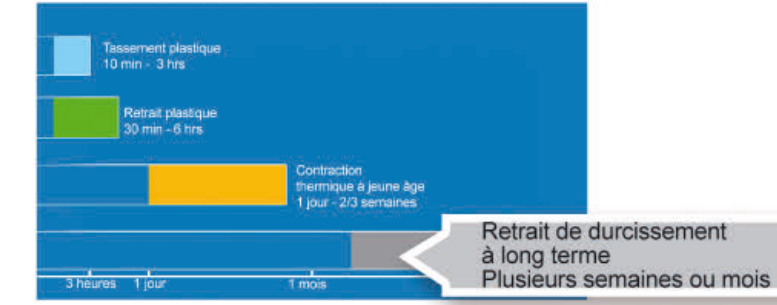 Tassement plastique
10 min - 3 hrs
Retrait plastique
30 min - 6 hrs
Contraction
thermique à jeune âge
1 jour - 2/3 semaines
Retrait de durcissement
à long terme
Plusieurs semaines ou mois
3 heures 1 jour 1 mois